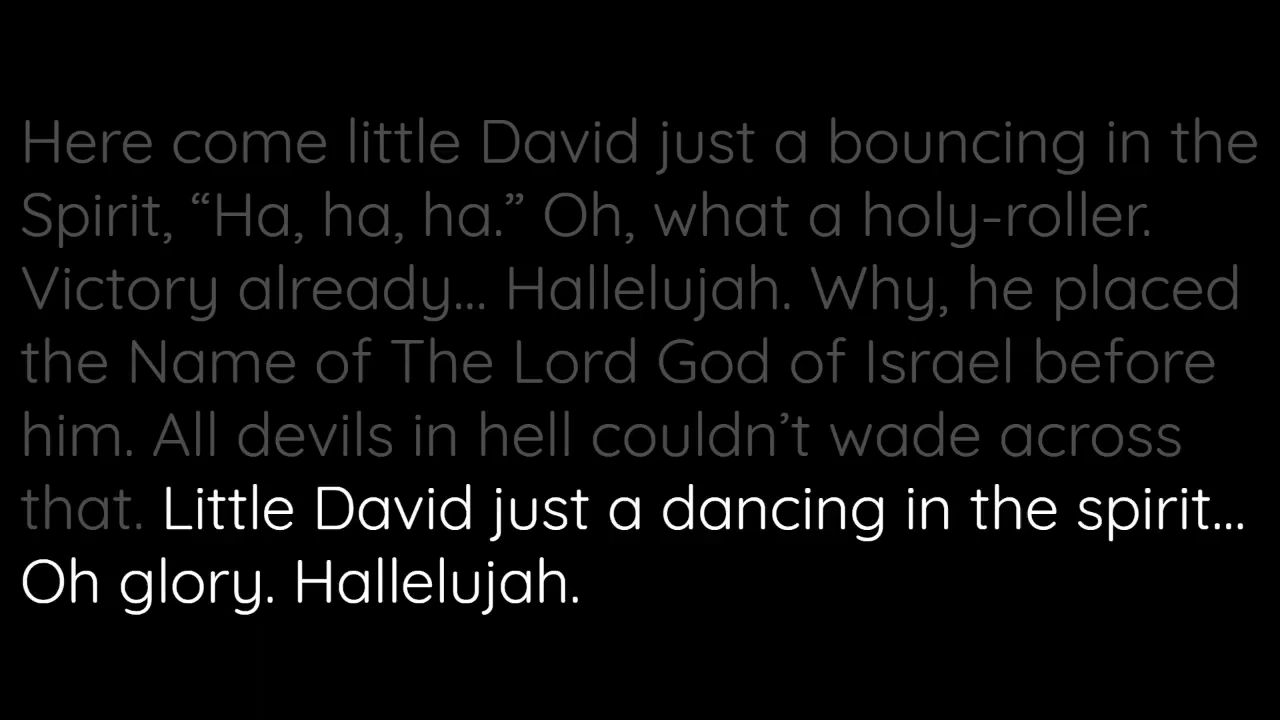 Here come little David just a bouncing in the
Spirit, “Ha, ha, ha.” Oh, what a holy-roller.
Victory already... Hallelujah. Why, he placed
the Name of The Lord God of Israel before
him. All devils in hell couldn’t wade across
that. Little David just a dancing in the spirit...
Oh glory. Hallelujah.